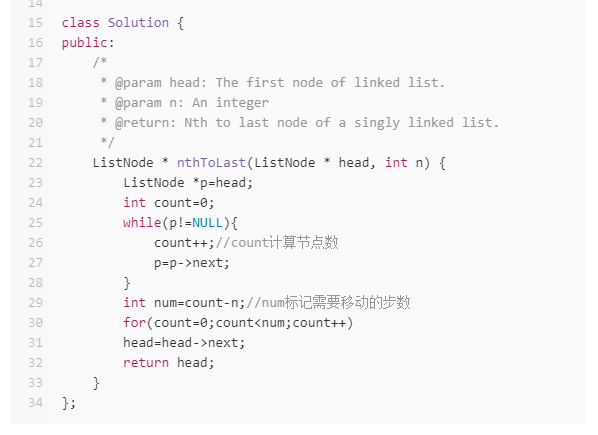 14
15 class Solution {
16 public:
17     /*
18      * @param head: The first node of linked list.
19      * @param n: An integer
20      * @return: Nth to last node of a singly linked list.
21      */
22     ListNode * nthToLast(ListNode * head, int n) {
23         ListNode *p=head;
24         int count=0;
25         while(p!=NULL){
26             count++;//count计算节点数
27             p=p->next;
28         }
29         int num=count-n;//num标记需要移动的步数
30         for(count=0;count<num;count++)
31         head=head->next;
32         return head;
33     }
34 };